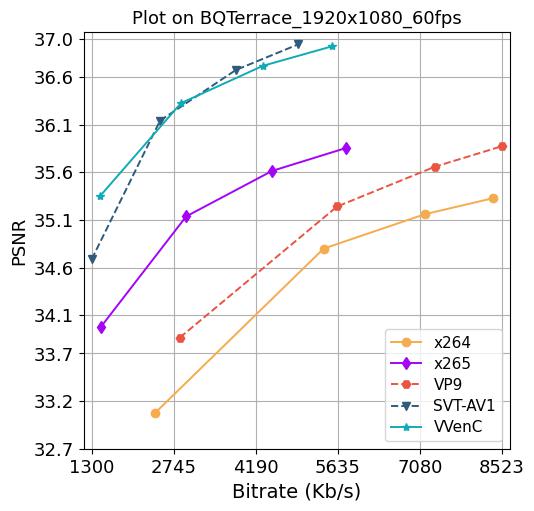 Plot on BQTerrace_1920x1080_60fps
37.0
36.6
36.1
35.6
35.1
34.6
34.1
33.7
33.2
32.7
PSNR
x264
x265
VP9
SVT-AV1
VVenC
1300 2745 4190 5635 7080 8523
Bitrate (Kb/s)